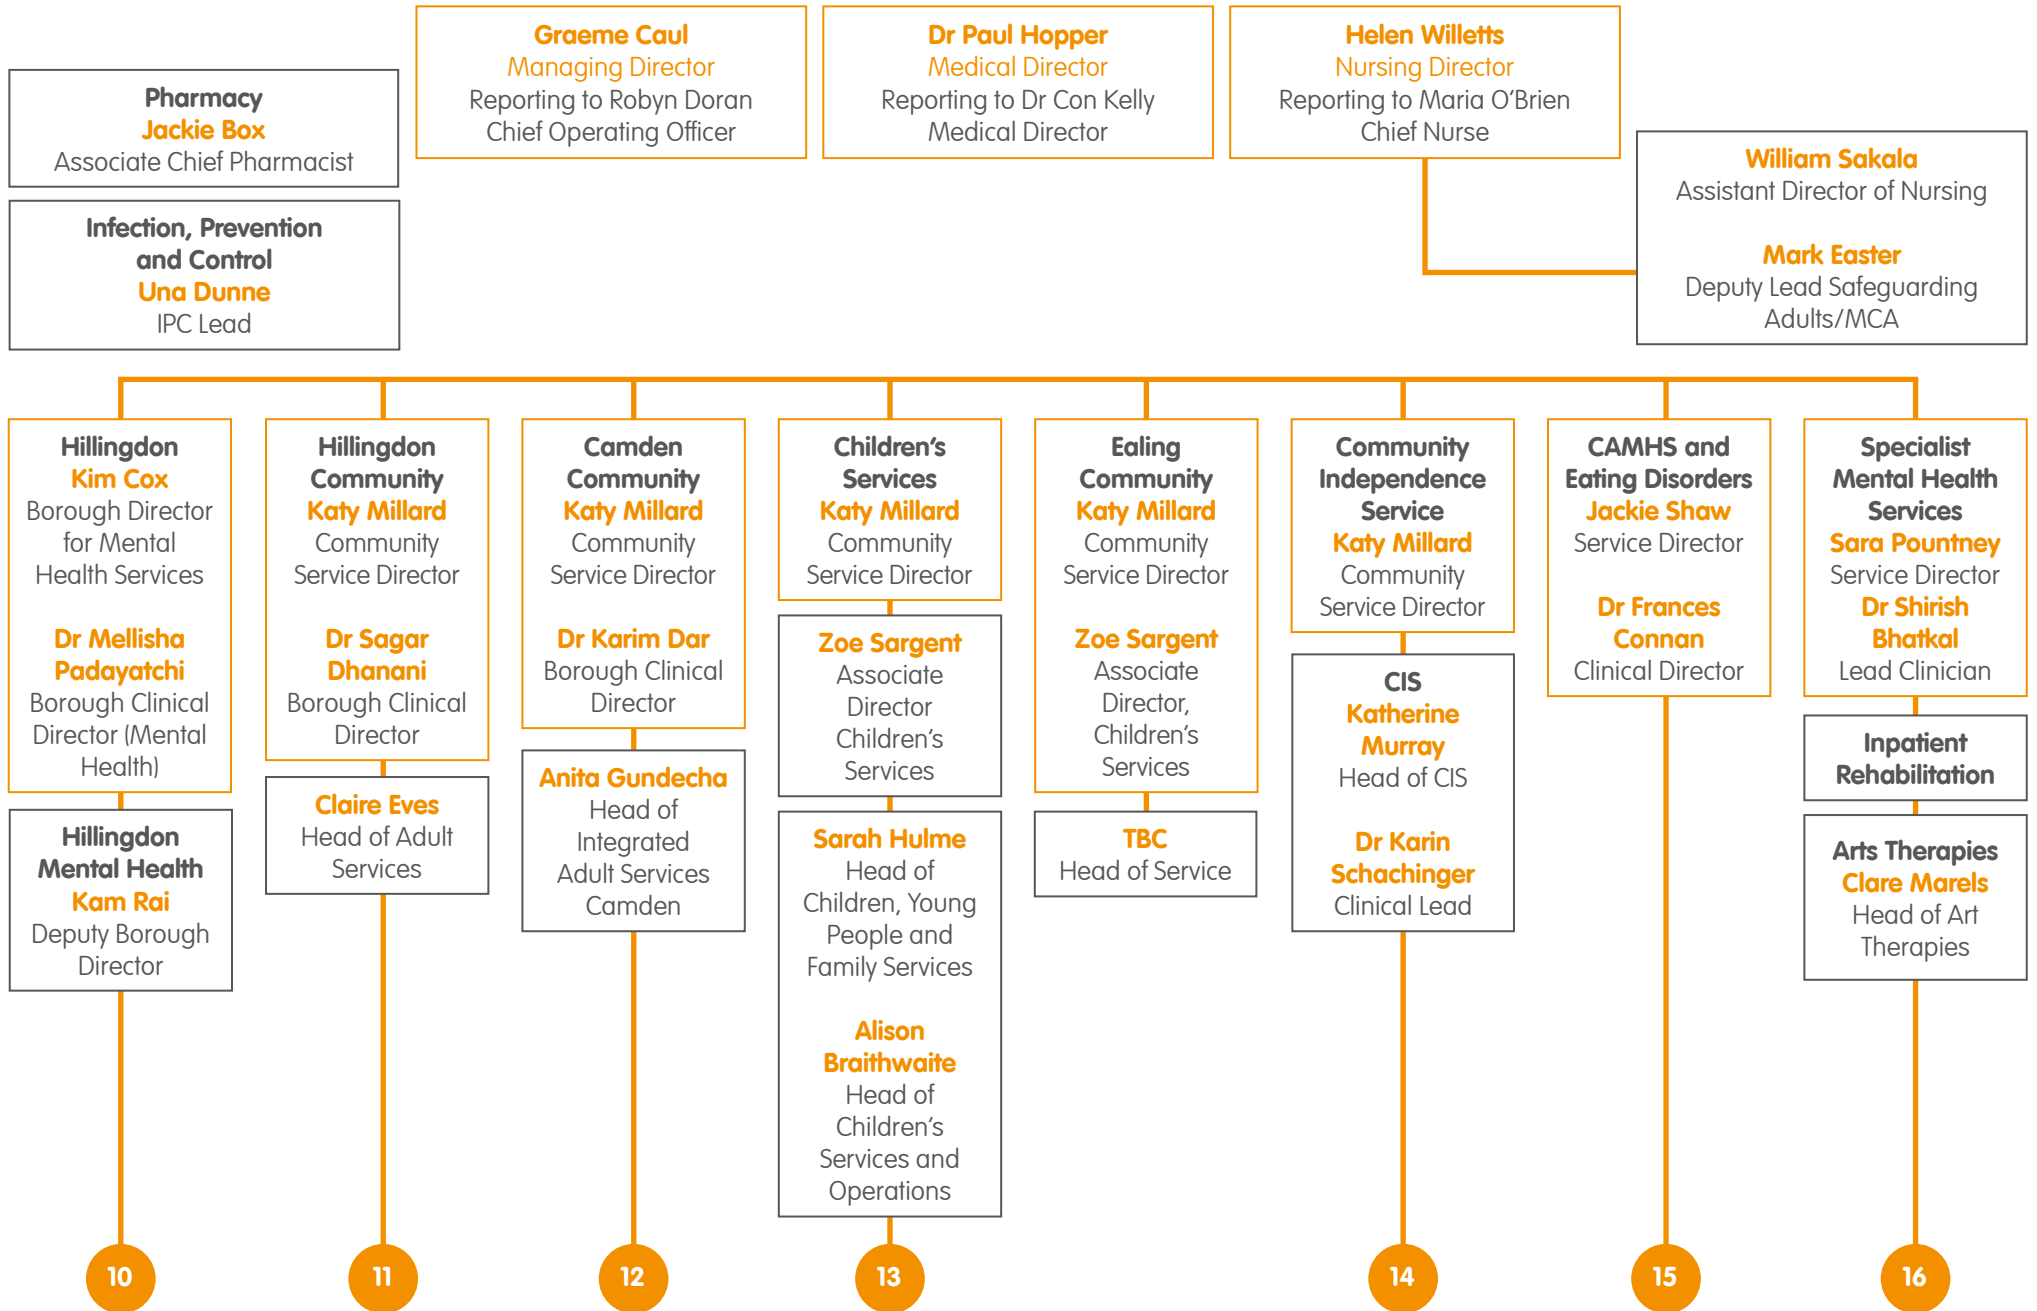 Graeme Caul
Managing Director
Reporting to Robyn Doran
Chief Operating Officer
Dr Paul Hopper
Medical Director
Reporting to Dr Con Kelly
Medical Director
Helen Willetts
Nursing Director
Reporting to Maria O’Brien
Chief Nurse
Pharmacy
Jackie Box
Associate Chief Pharmacist
Infection, Prevention
and Control
Una Dunne
IPC Lead
William Sakala
Assistant Director of Nursing
Mark Easter
Deputy Lead Safeguarding
Adults/MCA
Hillingdon
Kim Cox
Borough Director
for Mental
Health Services
Dr Mellisha
Padayatchi
Borough Clinical
Director (Mental
Health)
Hillingdon
Mental Health
Kam Rai
Deputy Borough
Director
10
Hillingdon
Community
Katy Millard
Community
Service Director
Dr Sagar
Dhanani
Borough Clinical
Director
Claire Eves
Head of Adult
Services
11
Camden
Community
Katy Millard
Community
Service Director
Dr Karim Dar
Borough Clinical
Director
Anita Gundecha
Head of
Integrated
Adult Services
Camden
12
Children’s
Services
Katy Millard
Community
Service Director
Zoe Sargent
Associate
Director
Children’s
Services
Sarah Hulme
Head of
Children, Young
People and
Family Services
Alison
Braithwaite
Head of
Children’s
Services and
Operations
13
Ealing
Community
Katy Millard
Community
Service Director
Zoe Sargent
Associate
Director,
Children’s
Services
TBC
Head of Service
Community
Independence
Service
Katy Millard
Community
Service Director
CIS
Katherine
Murray
Head of CIS
Dr Karin
Schachinger
Clinical Lead
14
CAMHS and
Eating Disorders
Jackie Shaw
Service Director
Dr Frances
Connan
Clinical Director
15
Specialist
Mental Health
Services
Sara Pountney
Service Director
Dr Shirish
Bhatkal
Lead Clinician
Inpatient
Rehabilitation
Arts Therapies
Clare Marels
Head of Art
Therapies
16